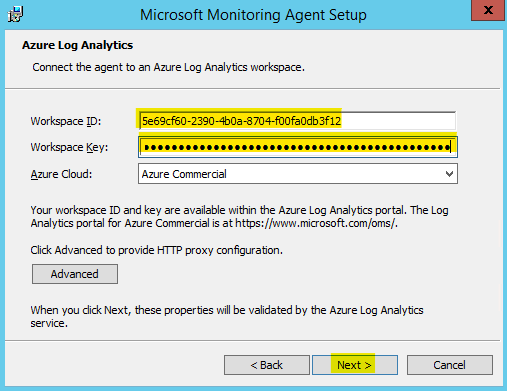 Microsoft Monitoring Agent Setup
X
Azure Log Analytics
Connect the agent to an Azure Log Analytics workspace.
Workspace ID: 5e69cf60-2390-4b0a-8704-f00fa0db3f12
Workspace Key: ●●●●●●●●●●●●●●●●●●●●●●●●●●●●●●●●●●●●●●●●●●●
Azure Cloud: Azure Commercial
Your workspace ID and key are available within the Azure Log Analytics portal. The Log
Analytics portal for Azure Commercial is at https://www.microsoft.com/oms/.
Click Advanced to provide HTTP proxy configuration.
Advanced
When you click Next, these properties will be validated by the Azure Log Analytics
service.
< Back Next > Cancel